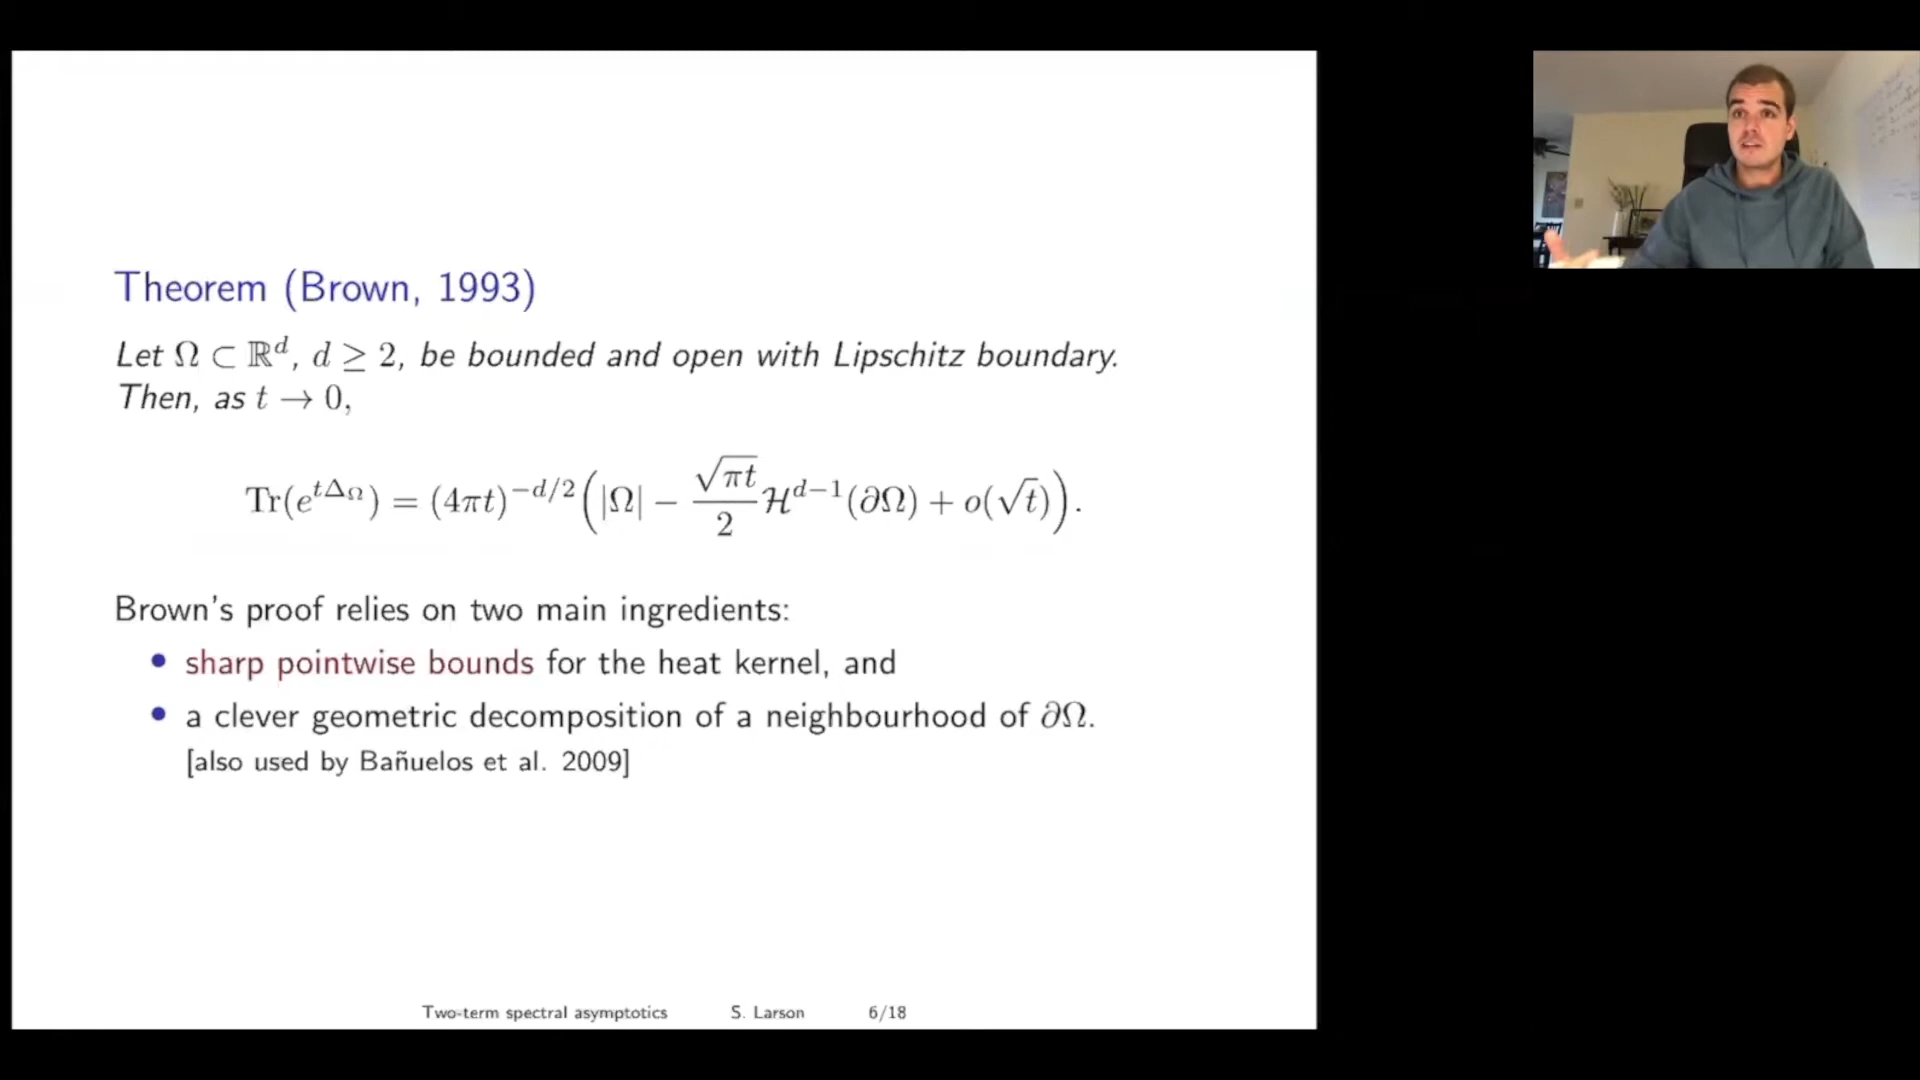 Theorem (Brown, 1993)
Let Ω ⊂ ℝᵈ, d ≥ 2, be bounded and open with Lipschitz boundary.
Then, as t → 0,
Tr(e^{tΔ_Ω}) = (4πt)^{−d/2}(|Ω| − \frac{√πt}{2} ℋ^{d−1}(∂Ω) + o(√t)).
Brown's proof relies on two main ingredients:
• sharp pointwise bounds for the heat kernel, and
• a clever geometric decomposition of a neighbourhood of ∂Ω.
[also used by Bañuelos et al. 2009]
Two-term spectral asymptotics S. Larson 6/18